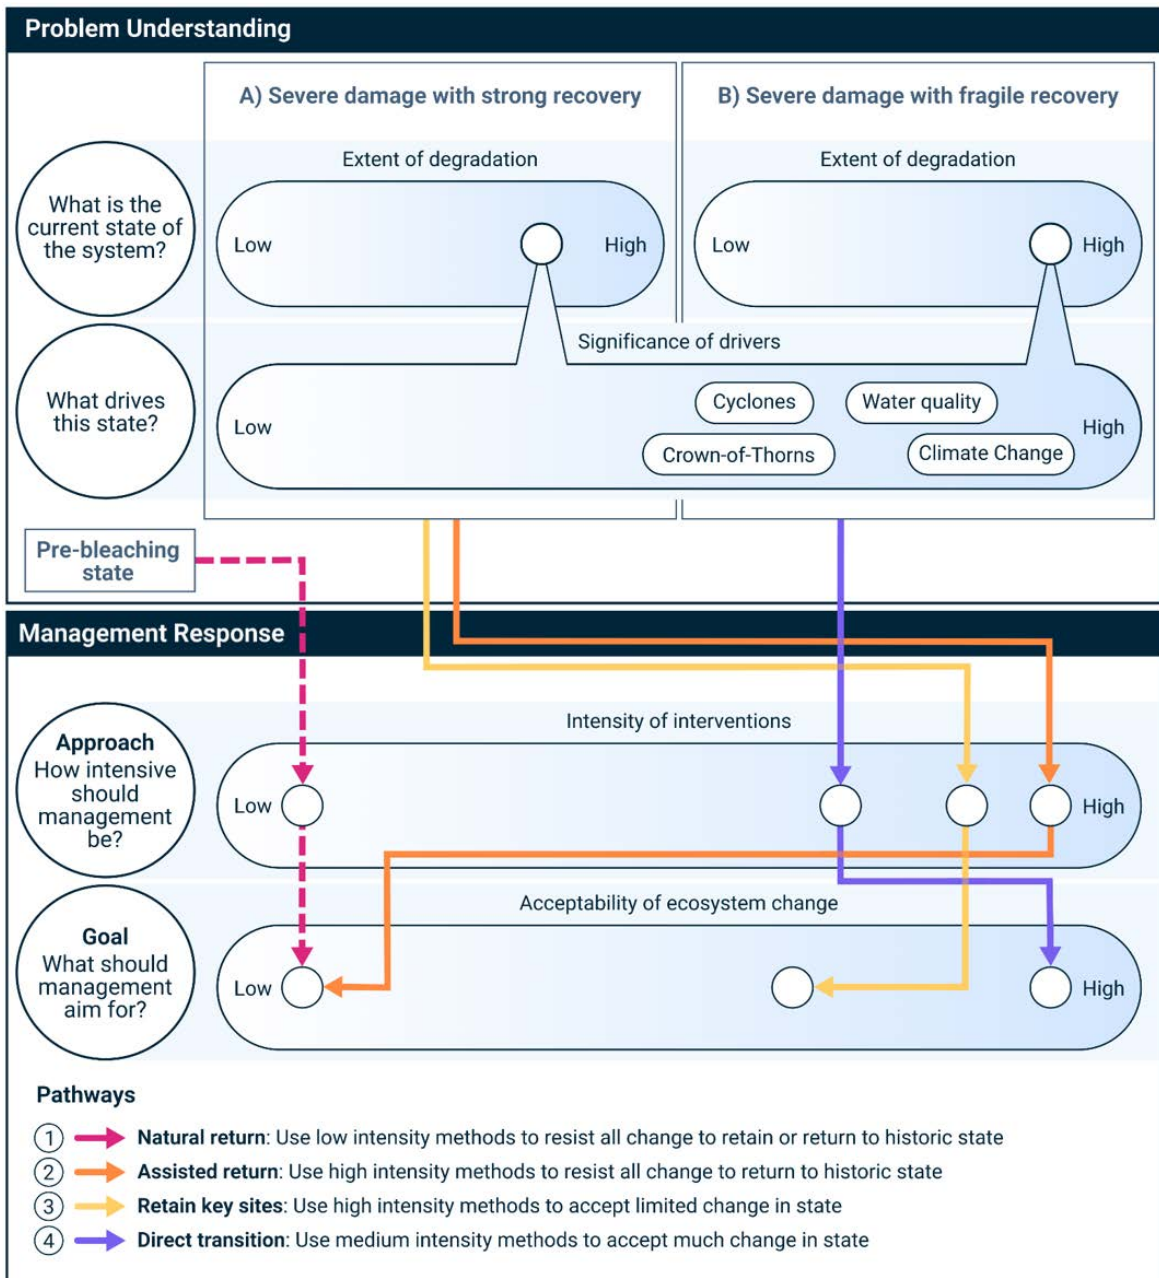 Problem Understanding
A) Severe damage with strong recovery
B) Severe damage with fragile recovery
What is the
current state of
the system?
Extent of degradation
Low
High
Extent of degradation
Low
High
What drives
this state?
Significance of drivers
Low
Cyclones
Water quality
Crown-of-Thorns
Climate Change
High
Pre-bleaching
state
Management Response
Approach
How intensive
should
management
be?
Intensity of interventions
Low
High
Goal
What should
management
aim for?
Acceptability of ecosystem change
Low
High
Pathways
1 Natural return: Use low intensity methods to resist all change to retain or return to historic state
2 Assisted return: Use high intensity methods to resist all change to return to historic state
3 Retain key sites: Use high intensity methods to accept limited change in state
4 Direct transition: Use medium intensity methods to accept much change in state